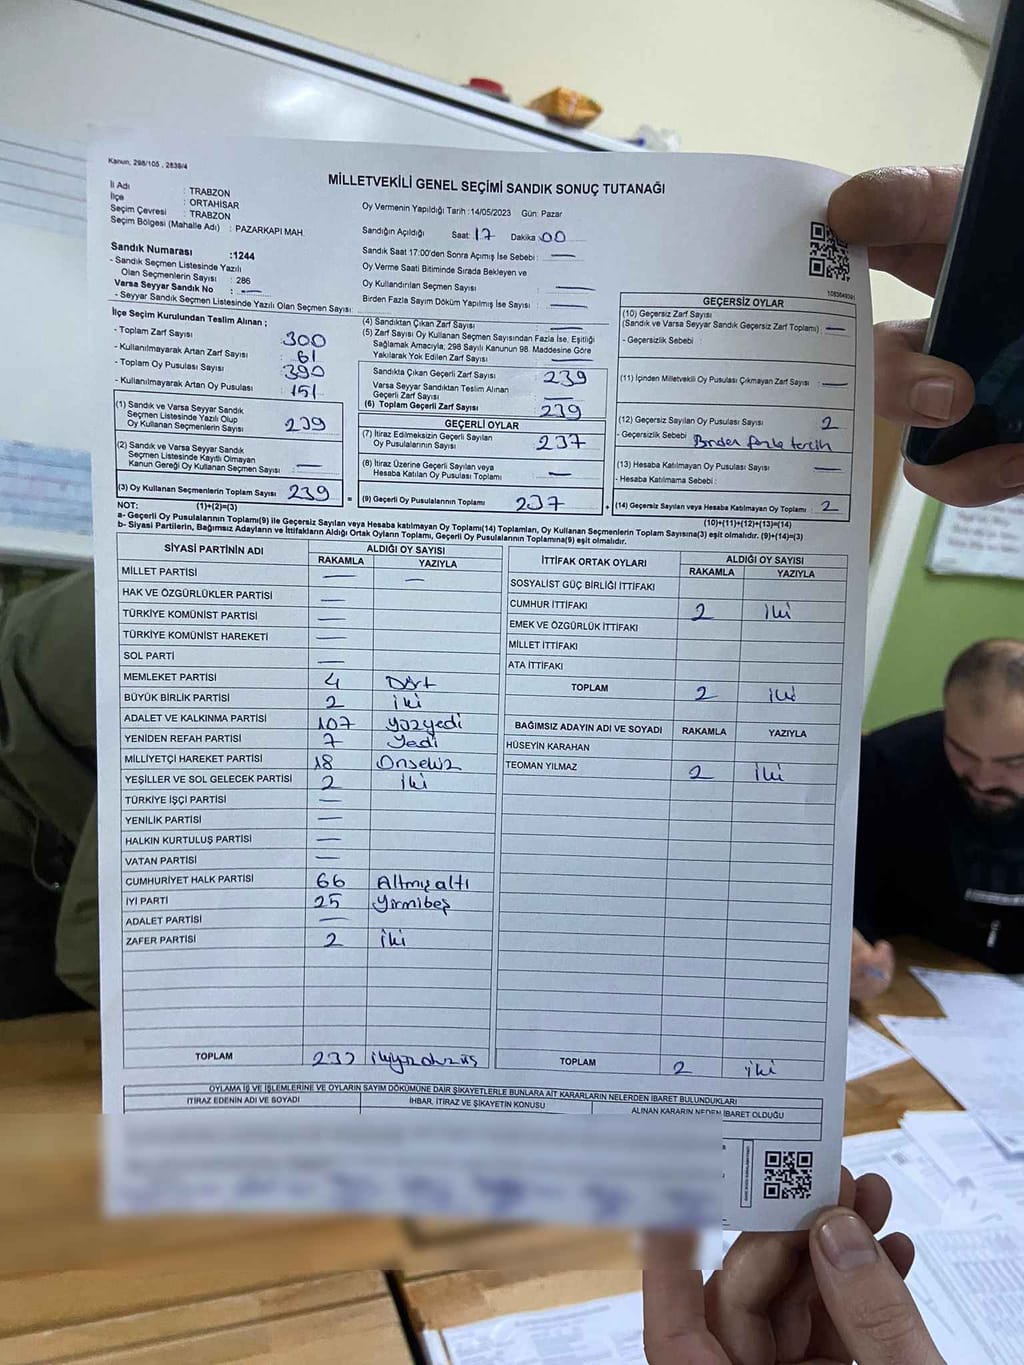 Kanun, 298/105 , 2839/4
MİLLETVEKİLİ GENEL SEÇİMİ SANDIK SONUÇ TUTANAĞI
İl Adı : TRABZON
İlçe : ORTAHİSAR
Seçim Çevresi : TRABZON
Seçim Bölgesi (Mahalle Adı) : PAZARKAPI MAH.
Sandık Numarası :1244
- Sandık Seçmen Listesinde Yazılı
Olan Seçmenlerin Sayısı : 286
Varsa Seyyar Sandık No : —
- Seyyar Sandık Seçmen Listesinde Yazılı Olan Seçmen Sayısı:
Oy Vermenin Yapıldığı Tarih :14/05/2023 Gün: Pazar
Sandığın Açıldığı Saat: 17 Dakika :00
Sandık Saat 17:00'den Sonra Açımış İse Sebebi : —
Oy Verme Saati Bitiminde Sırada Bekleyen ve
Oy Kullandırılan Seçmen Sayısı : —
Birden Fazla Sayım Döküm Yapılmış İse Sayısı : —
İlçe Seçim Kurulundan Teslim Alınan ;
- Toplam Zarf Sayısı : 300
- Kullanılmayarak Artan Zarf Sayısı : 61
- Toplam Oy Pusulası Sayısı : 390
- Kullanılmayarak Artan Oy Pusulası : 151
(1) Sandık ve Varsa Seyyar Sandık
Seçmen Listesinde Yazılı Olup
Oy Kullanan Seçmenlerin Sayısı : 239
(2) Sandık ve Varsa Seyyar Sandık
Seçmen Listesinde Kayıtlı Olmayan
Kanun Gereği Oy Kullanan Seçmen Sayısı : —
(3) Oy Kullanan Seçmenlerin Toplam Sayısı : 239
(1)+(2)=(3)
(4) Sandıktan Çıkan Zarf Sayısı : —
(5) Zarf Sayısı Oy Kullanan Seçmen Sayısından Fazla İse, Eşitliği
Sağlamak Amacıyla; 298 Sayılı Kanunun 98. Maddesine Göre
Yakılarak Yok Edilen Zarf Sayısı : —
Sandıkta Çıkan Geçerli Zarf Sayısı : 239
Varsa Seyyar Sandıktan Teslim Alınan
Geçerli Zarf Sayısı : —
(6) Toplam Geçerli Zarf Sayısı : 239
GEÇERLİ OYLAR
(7) İtiraz Edilmeksizin Geçerli Sayılan
Oy Pusulalarının Sayısı : 237
(8) İtiraz Üzerine Geçerli Sayılan veya
Hesaba Katılan Oy Pusulası Toplamı : —
= (9) Geçerli Oy Pusulalarının Toplamı : 237
108364939
GEÇERSİZ OYLAR
(10) Geçersiz Zarf Sayısı
(Sandık ve Varsa Seyyar Sandık Geçersiz Zarf Toplamı) : —
- Geçersizlik Sebebi :
(11) İçinden Milletvekili Oy Pusulası Çıkmayan Zarf Sayısı : —
(12) Geçersiz Sayılan Oy Pusulası Sayısı : 2
- Geçersizlik Sebebi : Birden fazla tercih
(13) Hesaba Katılmayan Oy Pusulası Sayısı : —
- Hesaba Katılmama Sebebi :
+ (14) Geçersiz Sayılan veya Hesaba Katılmayan Oy Toplamı : 2
(10)+(11)+(12)+(13)=(14)
NOT:
a- Geçerli Oy Pusulalarının Toplamı(9) ile Geçersiz Sayılan veya Hesaba katılmayan Oy Toplamı(14) Toplamları, Oy Kullanan Seçmenlerin Toplam Sayısına(3) eşit olmalıdır. (9)+(14)=(3)
b- Siyasi Partilerin, Bağımsız Adayların ve İttifakların Aldığı Ortak Oyların Toplamı, Geçerli Oy Pusulalarının Toplamına(9) eşit olmalıdır.
SİYASİ PARTİNİN ADI ALDIĞI OY SAYISI
RAKAMLA YAZIYLA
MİLLET PARTİSİ — —
HAK VE ÖZGÜRLÜKLER PARTİSİ —
TÜRKİYE KOMÜNİST PARTİSİ —
TÜRKİYE KOMÜNİST HAREKETİ —
SOL PARTİ —
MEMLEKET PARTİSİ 4 Dört
BÜYÜK BİRLİK PARTİSİ 2 İki
ADALET VE KALKINMA PARTİSİ 107 Yüzyedi
YENİDEN REFAH PARTİSİ 7 Yedi
MİLLİYETÇİ HAREKET PARTİSİ 18 Onsekiz
YEŞİLLER VE SOL GELECEK PARTİSİ 2 İki
TÜRKİYE İŞÇİ PARTİSİ —
YENİLİK PARTİSİ —
HALKIN KURTULUŞ PARTİSİ —
VATAN PARTİSİ —
CUMHURİYET HALK PARTİSİ 66 Altmışaltı
İYİ PARTİ 25 Yirmibeş
ADALET PARTİSİ —
ZAFER PARTİSİ 2 İki
TOPLAM 233 ikiyüzotuzüç
İTTİFAK ORTAK OYLARI ALDIĞI OY SAYISI
RAKAMLA YAZIYLA
SOSYALİST GÜÇ BİRLİĞİ İTTİFAKI
CUMHUR İTTİFAKI 2 İki
EMEK VE ÖZGÜRLÜK İTTİFAKI
MİLLET İTTİFAKI
ATA İTTİFAKI
TOPLAM 2 İki
BAĞIMSIZ ADAYIN ADI VE SOYADI RAKAMLA YAZIYLA
HÜSEYİN KARAHAN
TEOMAN YILMAZ 2 İki
TOPLAM 2 iki
OYLAMA İŞ VE İŞLEMLERİNE VE OYLARIN SAYIM DÖKÜMÜNE DAİR ŞİKAYETLERLE BUNLARA AİT KARARLARIN NELERDEN İBARET BULUNDUKLARI
İTİRAZ EDENİN ADI VE SOYADI İHBAR, İTİRAZ VE ŞİKAYETİN KONUSU ALINAN KARARIN NEDEN İBARET OLDUĞU